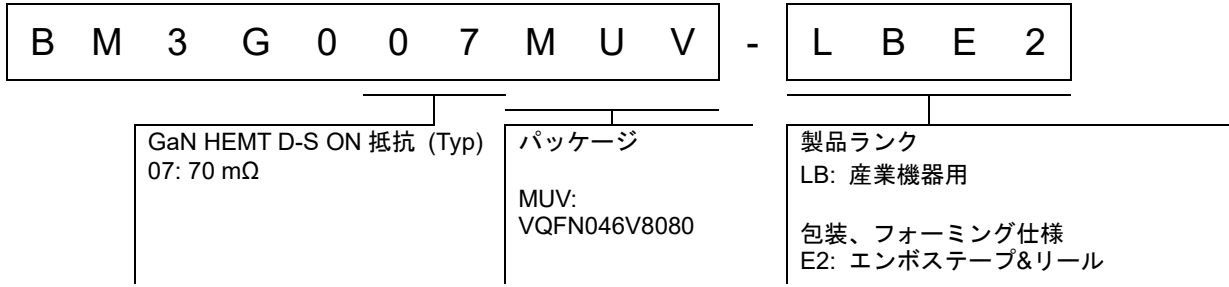 B M 3 G 0 0 7 M U V - L B E 2
GaN HEMT D-S ON 抵抗 (Typ)
07: 70 mΩ
パッケージ
MUV:
VQFN046V8080
製品ランク
LB: 産業機器用
包装、フォーミング仕様
E2: エンボステープ&リール